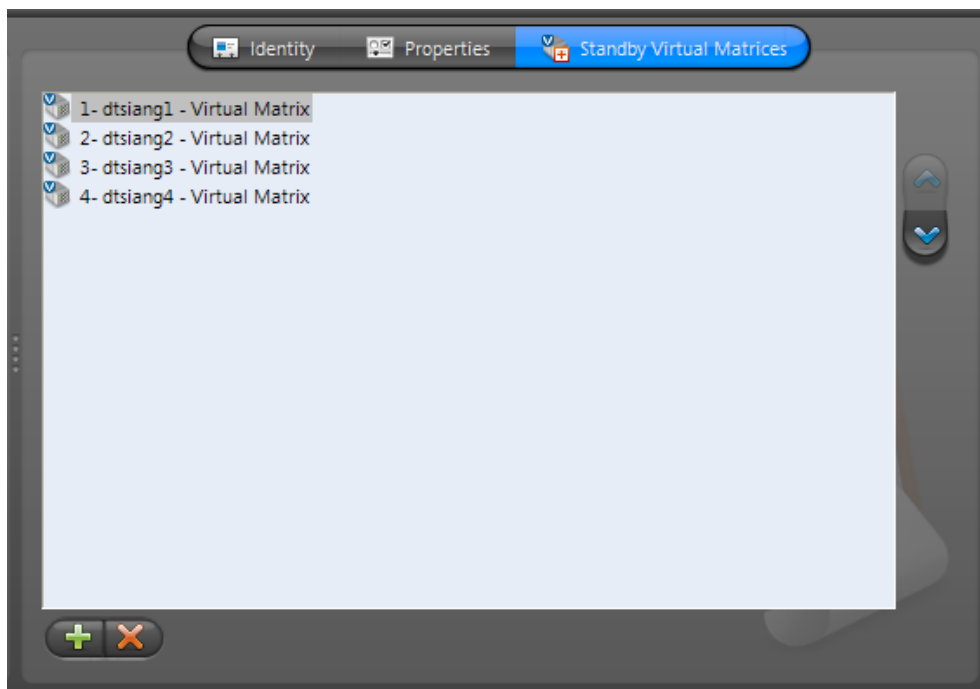 Identity
Properties
Standby Virtual Matrices
1- dtsiang1 - Virtual Matrix
2- dtsiang2 - Virtual Matrix
3- dtsiang3 - Virtual Matrix
4- dtsiang4 - Virtual Matrix